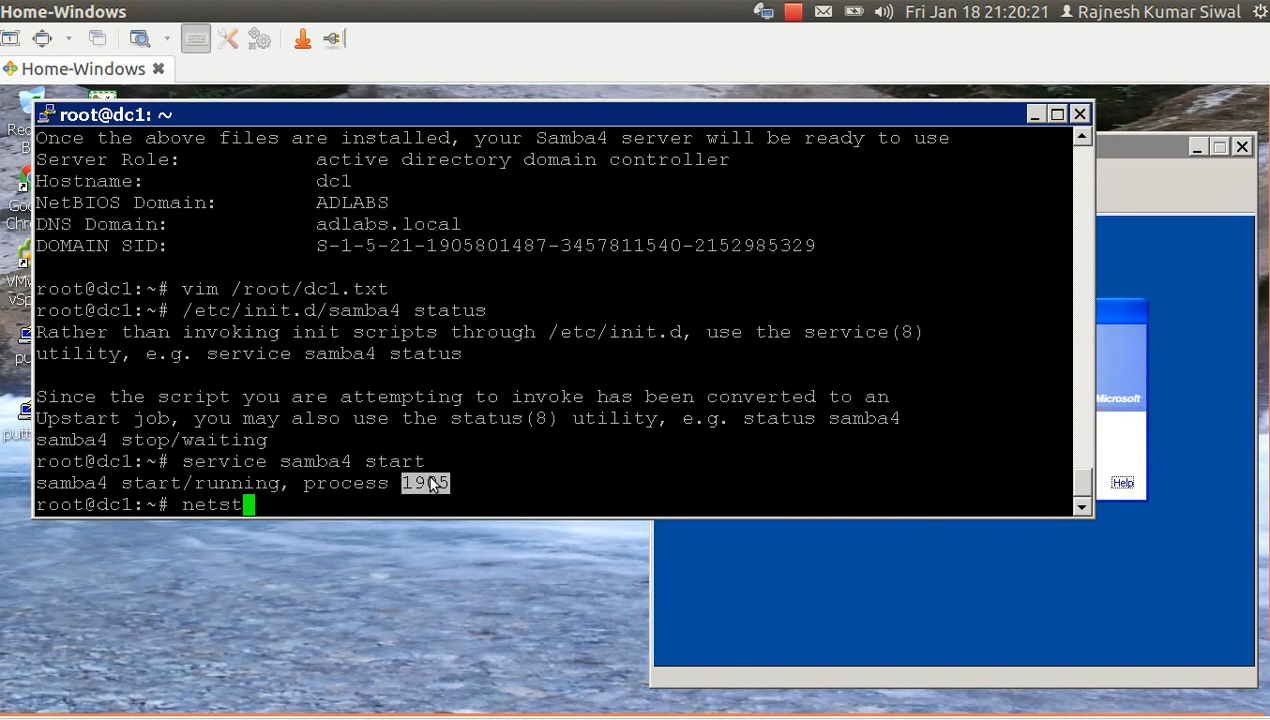 Home-Windows
Fri Jan 18 21:20:21
Rajnesh Kumar Siwal
Home-Windows
root@dc1: ~
Once the above files are installed, your Samba4 server will be ready to use
Server Role: active directory domain controller
Hostname: dc1
NetBIOS Domain: ADLABS
DNS Domain: adlabs.local
DOMAIN SID: S-1-5-21-1905801487-3457811540-2152985329
root@dc1:~# vim /root/dc1.txt
root@dc1:~# /etc/init.d/samba4 status
Rather than invoking init scripts through /etc/init.d, use the service(8)
utility, e.g. service samba4 status
Since the script you are attempting to invoke has been converted to an
Upstart job, you may also use the status(8) utility, e.g. status samba4
samba4 stop/waiting
root@dc1:~# service samba4 start
samba4 start/running, process 1905
root@dc1:~# netst
Microsoft
Help